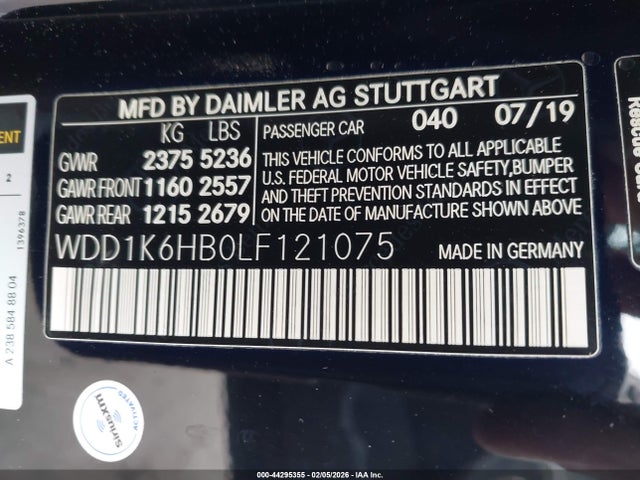 MFD BY DAIMLER AG STUTTGART
KG LBS
GVWR 2375 5236
GAWR FRONT 1160 2557
GAWR REAR 1215 2679
PASSENGER CAR 040 07/19
THIS VEHICLE CONFORMS TO ALL APPLICABLE
U.S. FEDERAL MOTOR VEHICLE SAFETY, BUMPER
AND THEFT PREVENTION STANDARDS IN EFFECT
ON THE DATE OF MANUFACTURE SHOWN ABOVE.
WDD1K6HB0LF121075
MADE IN GERMANY
2
1396378
A 238 584 88 04
ACTIVATED
siriusxm
000-44295355 - 02/05/2026 - IAA Inc.